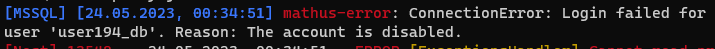 [MSSQL] [24.05.2023, 00:34:51] mathus-error: ConnectionError: Login failed for
user 'user194_db'. Reason: The account is disabled.